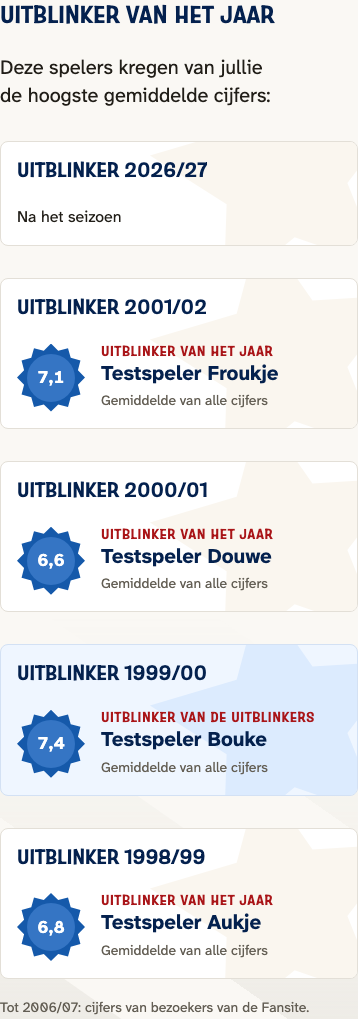 UITBLINKER VAN HET JAAR
Deze spelers kregen van jullie
de hoogste gemiddelde cijfers:
UITBLINKER 2026/27
Na het seizoen
UITBLINKER 2001/02
7,1
UITBLINKER VAN HET JAAR
Testspeler Froukje
Gemiddelde van alle cijfers
UITBLINKER 2000/01
6,6
UITBLINKER VAN HET JAAR
Testspeler Douwe
Gemiddelde van alle cijfers
UITBLINKER 1999/00
7,4
UITBLINKER VAN DE UITBLINKERS
Testspeler Bouke
Gemiddelde van alle cijfers
UITBLINKER 1998/99
6,8
UITBLINKER VAN HET JAAR
Testspeler Aukje
Gemiddelde van alle cijfers
Tot 2006/07: cijfers van bezoekers van de Fansite.